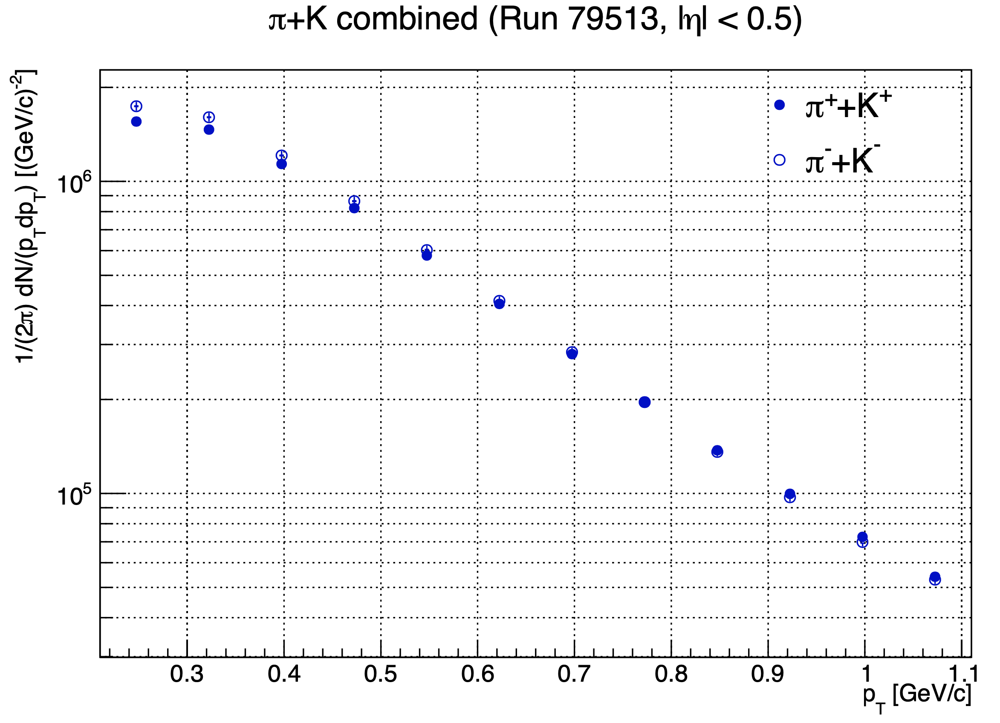 π+K combined (Run 79513, |η| < 0.5)
1/(2π) dN/(p_T dp_T) [(GeV/c)^-2]
π^+ +K^+
π^- +K^-
10^6
10^5
0.3 0.4 0.5 0.6 0.7 0.8 0.9 1 1.1
p_T [GeV/c]